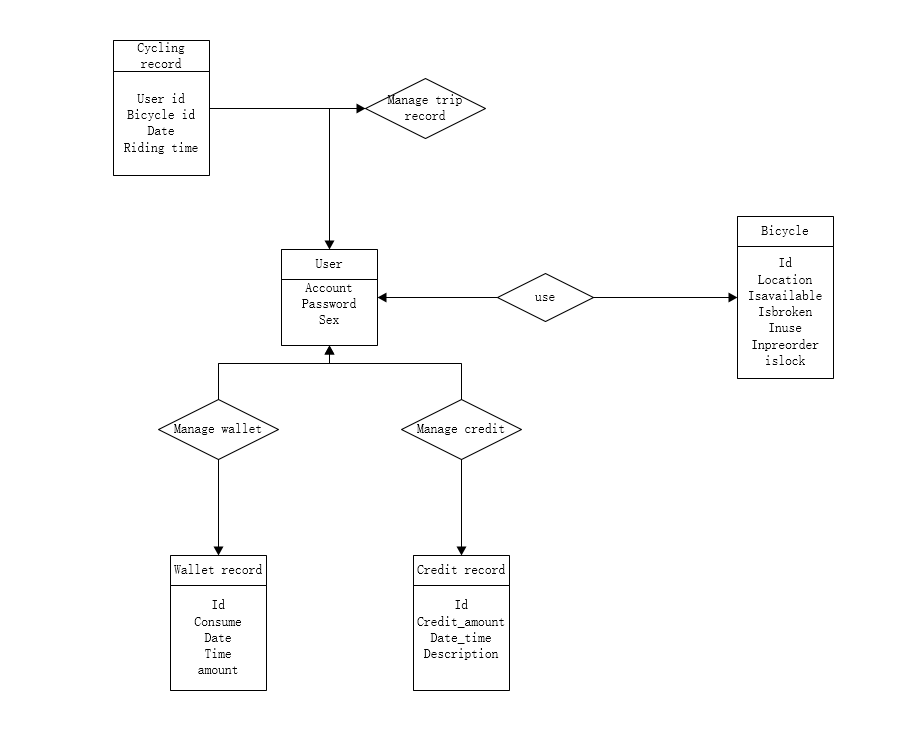 Cycling
record
User id
Bicycle id
Date
Riding time
Manage trip
record
User
Account
Password
Sex
use
Bicycle
Id
Location
Isavailable
Isbroken
Inuse
Inpreorder
islock
Manage wallet
Manage credit
Wallet record
Id
Consume
Date
Time
amount
Credit record
Id
Credit_amount
Date_time
Description